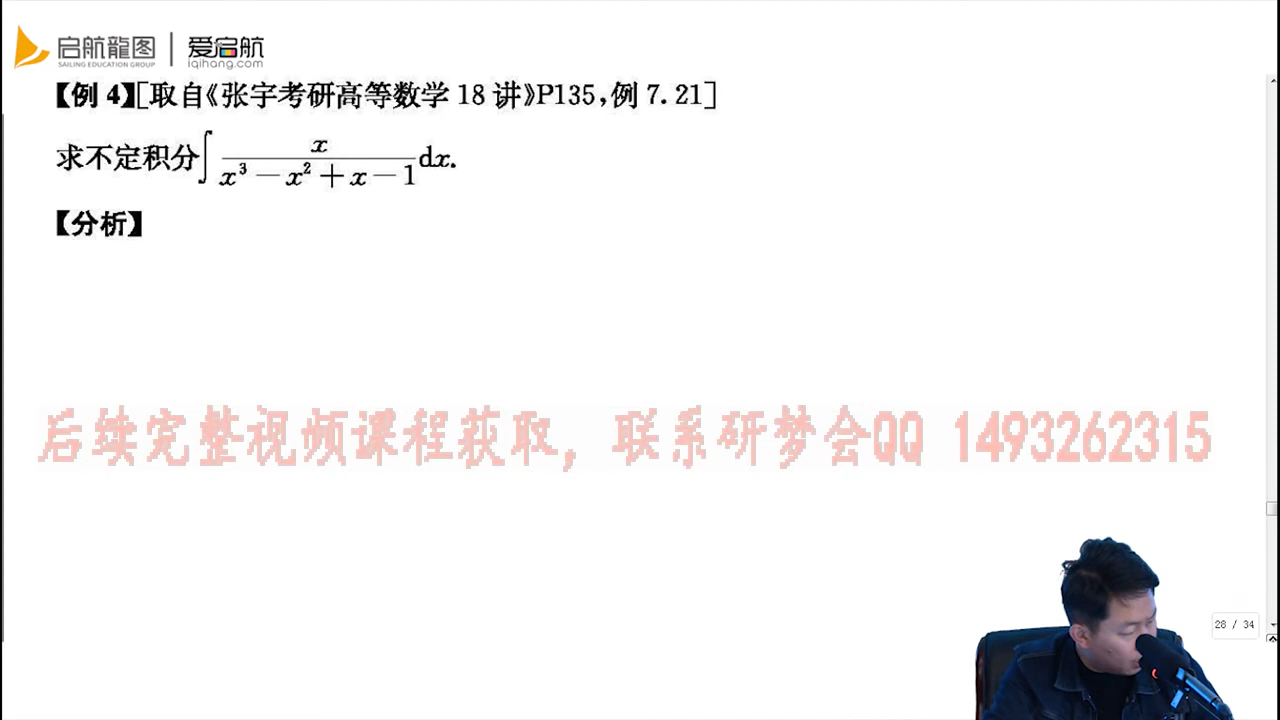 启航龍图 | 爱启航
SAILING EDUCATION GROUP iqihang.com
【例 4】[取自《张宇考研高等数学 18 讲》P135,例 7.21]
求不定积分∫ x/(x³－x²＋x－1) dx.
【分析】
后续完整视频课程获取，联系研梦会QQ 1493262315
28 / 34